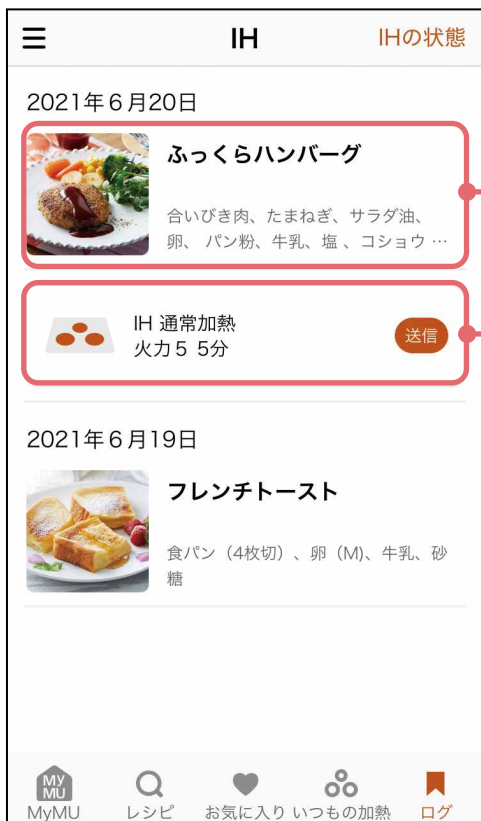 IH
IHの状態
2021年6月20日
ふっくらハンバーグ
合いびき肉、たまねぎ、サラダ油、
卵、 パン粉、牛乳、塩 、コショウ …
IH 通常加熱
火力5 5分
送信
2021年6月19日
フレンチトースト
食パン（4枚切）、卵（M)、牛乳、砂
糖
MY
MU
MyMU
レシピ
お気に入り
いつもの加熱
ログ